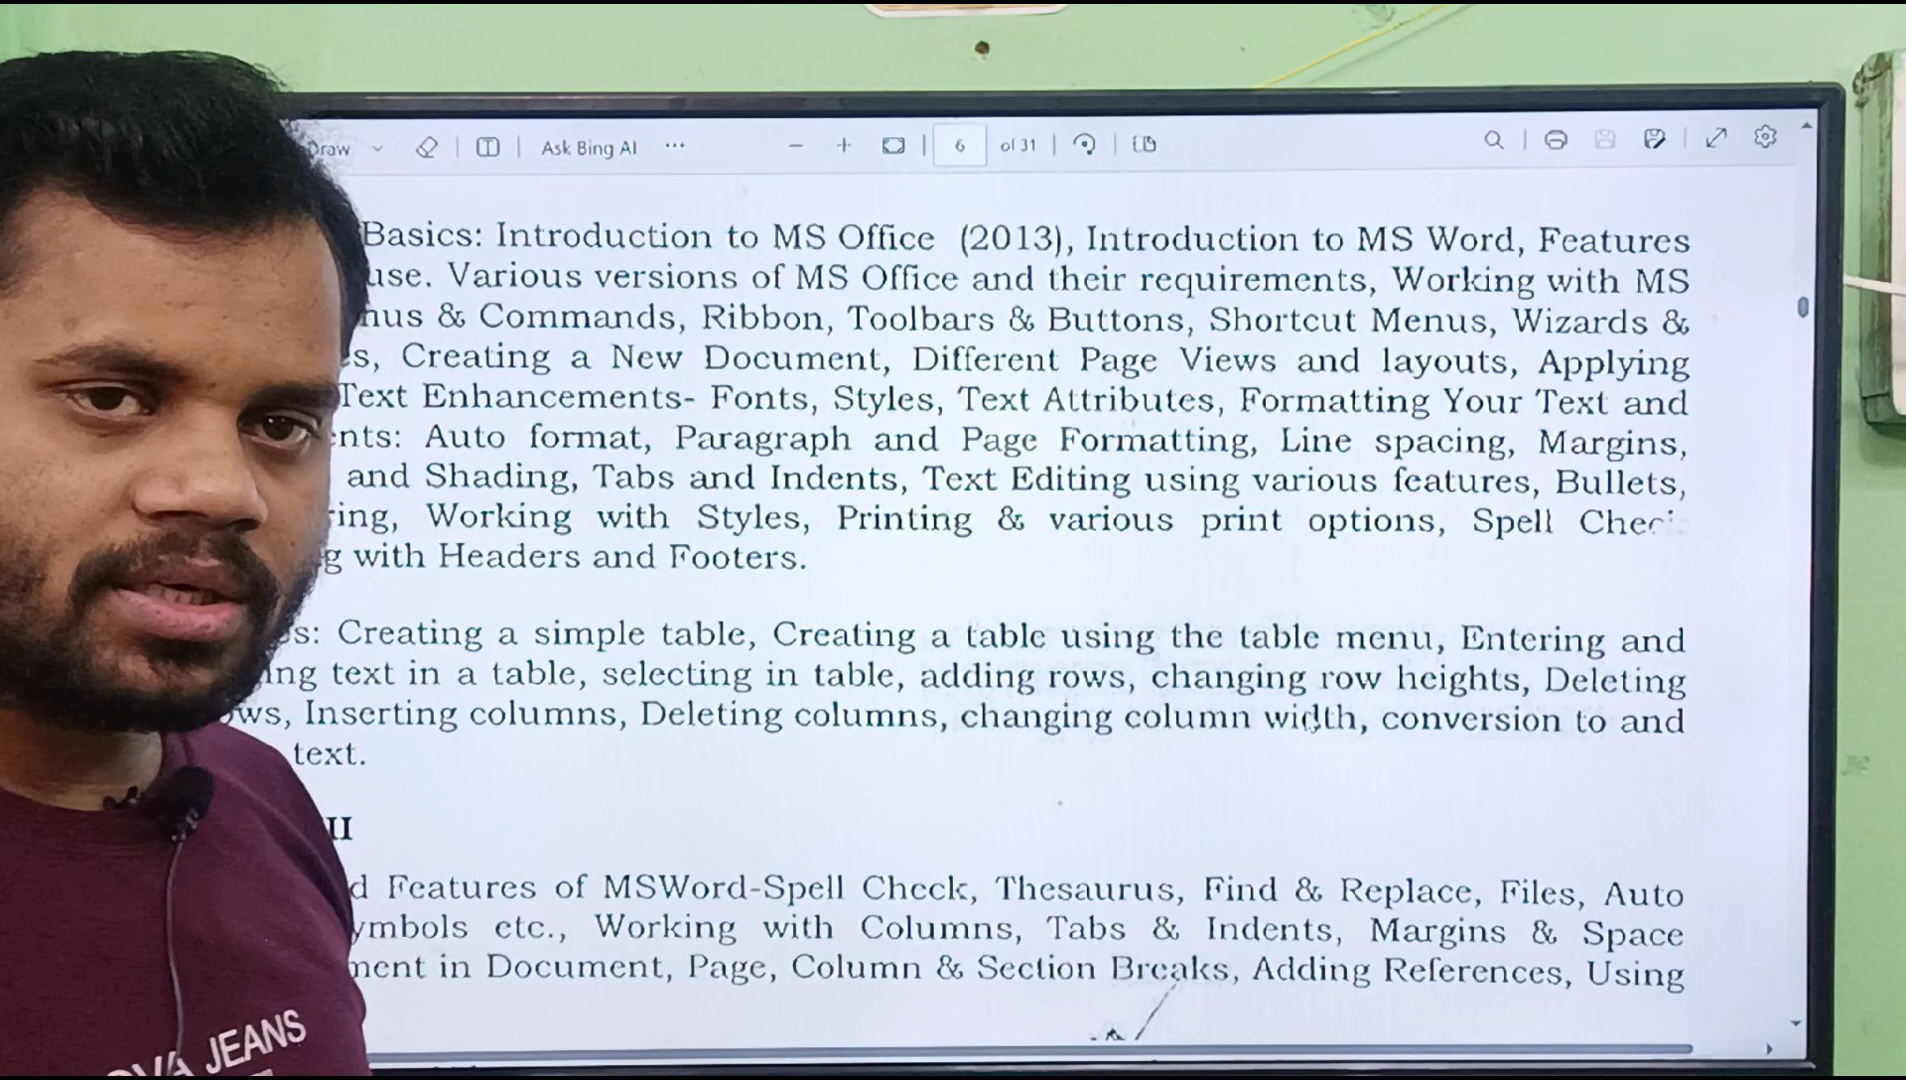 Draw Ask Bing AI ... 6 of 31
Basics: Introduction to MS Office (2013), Introduction to MS Word, Features
use. Various versions of MS Office and their requirements, Working with MS
nus & Commands, Ribbon, Toolbars & Buttons, Shortcut Menus, Wizards &
es, Creating a New Document, Different Page Views and layouts, Applying
Text Enhancements- Fonts, Styles, Text Attributes, Formatting Your Text and
nts: Auto format, Paragraph and Page Formatting, Line spacing, Margins,
and Shading, Tabs and Indents, Text Editing using various features, Bullets,
ring, Working with Styles, Printing & various print options, Spell Chec
g with Headers and Footers.
s: Creating a simple table, Creating a table using the table menu, Entering and
ing text in a table, selecting in table, adding rows, changing row heights, Deleting
ows, Inserting columns, Deleting columns, changing column width, conversion to and
text.
II
d Features of MSWord-Spell Check, Thesaurus, Find & Replace, Files, Auto
ymbols etc., Working with Columns, Tabs & Indents, Margins & Space
ment in Document, Page, Column & Section Breaks, Adding References, Using
JEANS